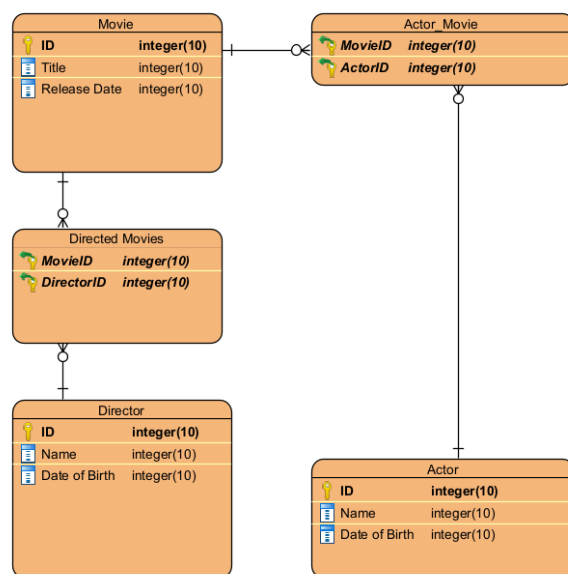 Movie
ID integer(10)
Title integer(10)
Release Date integer(10)
Actor_Movie
MovieID integer(10)
ActorID integer(10)
Directed Movies
MovieID integer(10)
DirectorID integer(10)
Director
ID integer(10)
Name integer(10)
Date of Birth integer(10)
Actor
ID integer(10)
Name integer(10)
Date of Birth integer(10)